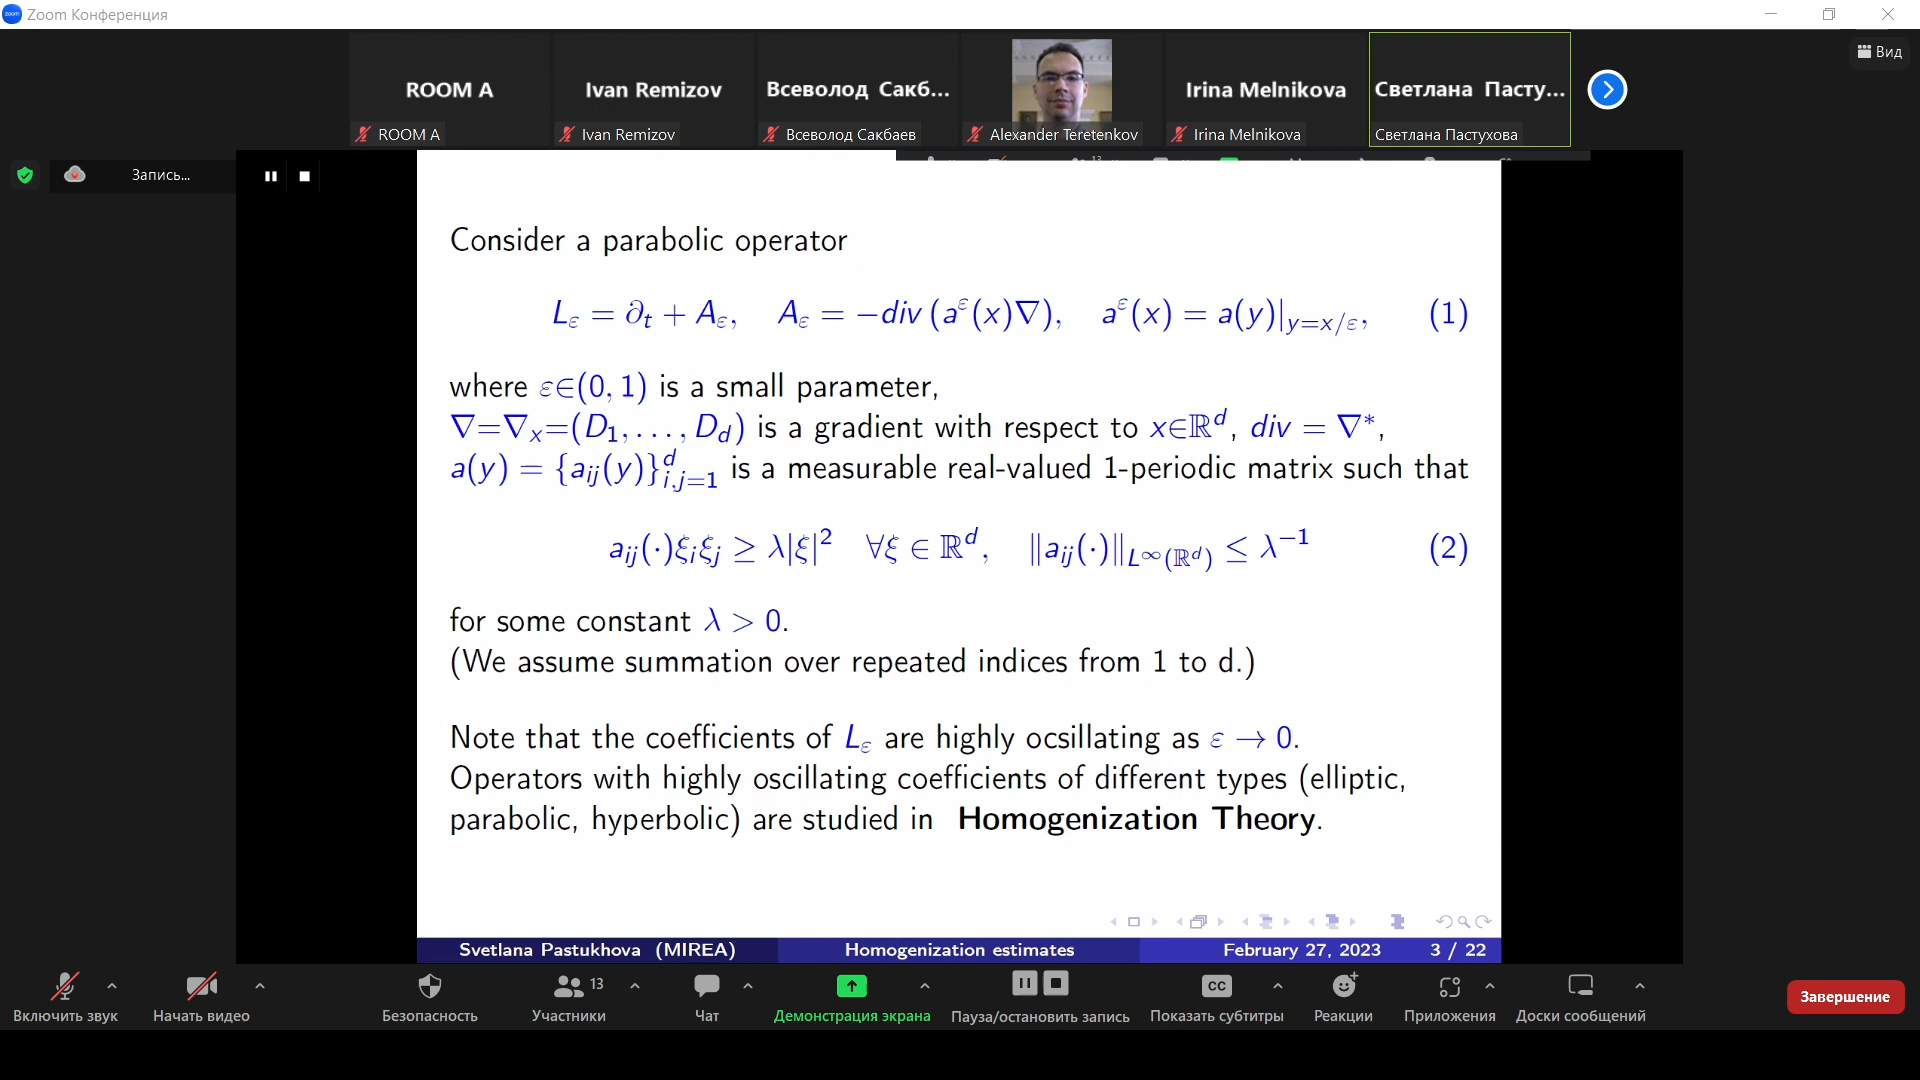 zoom Zoom Конференция
Вид
ROOM A
Ivan Remizov
Всеволод Сакб...
Irina Melnikova
Светлана Пасту...
ROOM A
Ivan Remizov
Всеволод Сакбаев
Alexander Teretenkov
Irina Melnikova
Светлана Пастухова
Запись...
Consider a parabolic operator
L_ε = ∂_t + A_ε, A_ε = −div (a^ε(x)∇), a^ε(x) = a(y)|_{y=x/ε}, (1)
where ε∈(0, 1) is a small parameter,
∇=∇_x=(D_1, . . . , D_d) is a gradient with respect to x∈ℝ^d, div = ∇*,
a(y) = {a_{ij}(y)}^d_{i,j=1} is a measurable real-valued 1-periodic matrix such that
a_{ij}(·)ξ_iξ_j ≥ λ|ξ|^2 ∀ξ ∈ ℝ^d, ‖a_{ij}(·)‖_{L^∞(ℝ^d)} ≤ λ^{−1} (2)
for some constant λ > 0.
(We assume summation over repeated indices from 1 to d.)
Note that the coefficients of L_ε are highly ocsillating as ε → 0.
Operators with highly oscillating coefficients of different types (elliptic,
parabolic, hyperbolic) are studied in Homogenization Theory.
Svetlana Pastukhova (MIREA) Homogenization estimates February 27, 2023 3 / 22
13
CC
Включить звук Начать видео Безопасность Участники Чат Демонстрация экрана Пауза/остановить запись Показать субтитры Реакции Приложения Доски сообщений
Завершение